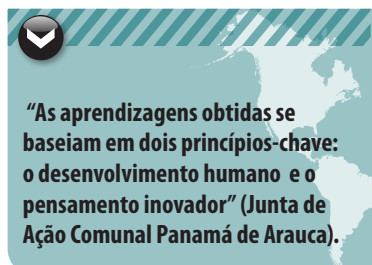 “As aprendizagens obtidas se
baseiam em dois princípios-chave:
o desenvolvimento humano e o
pensamento inovador” (Junta de
Ação Comunal Panamá de Arauca).